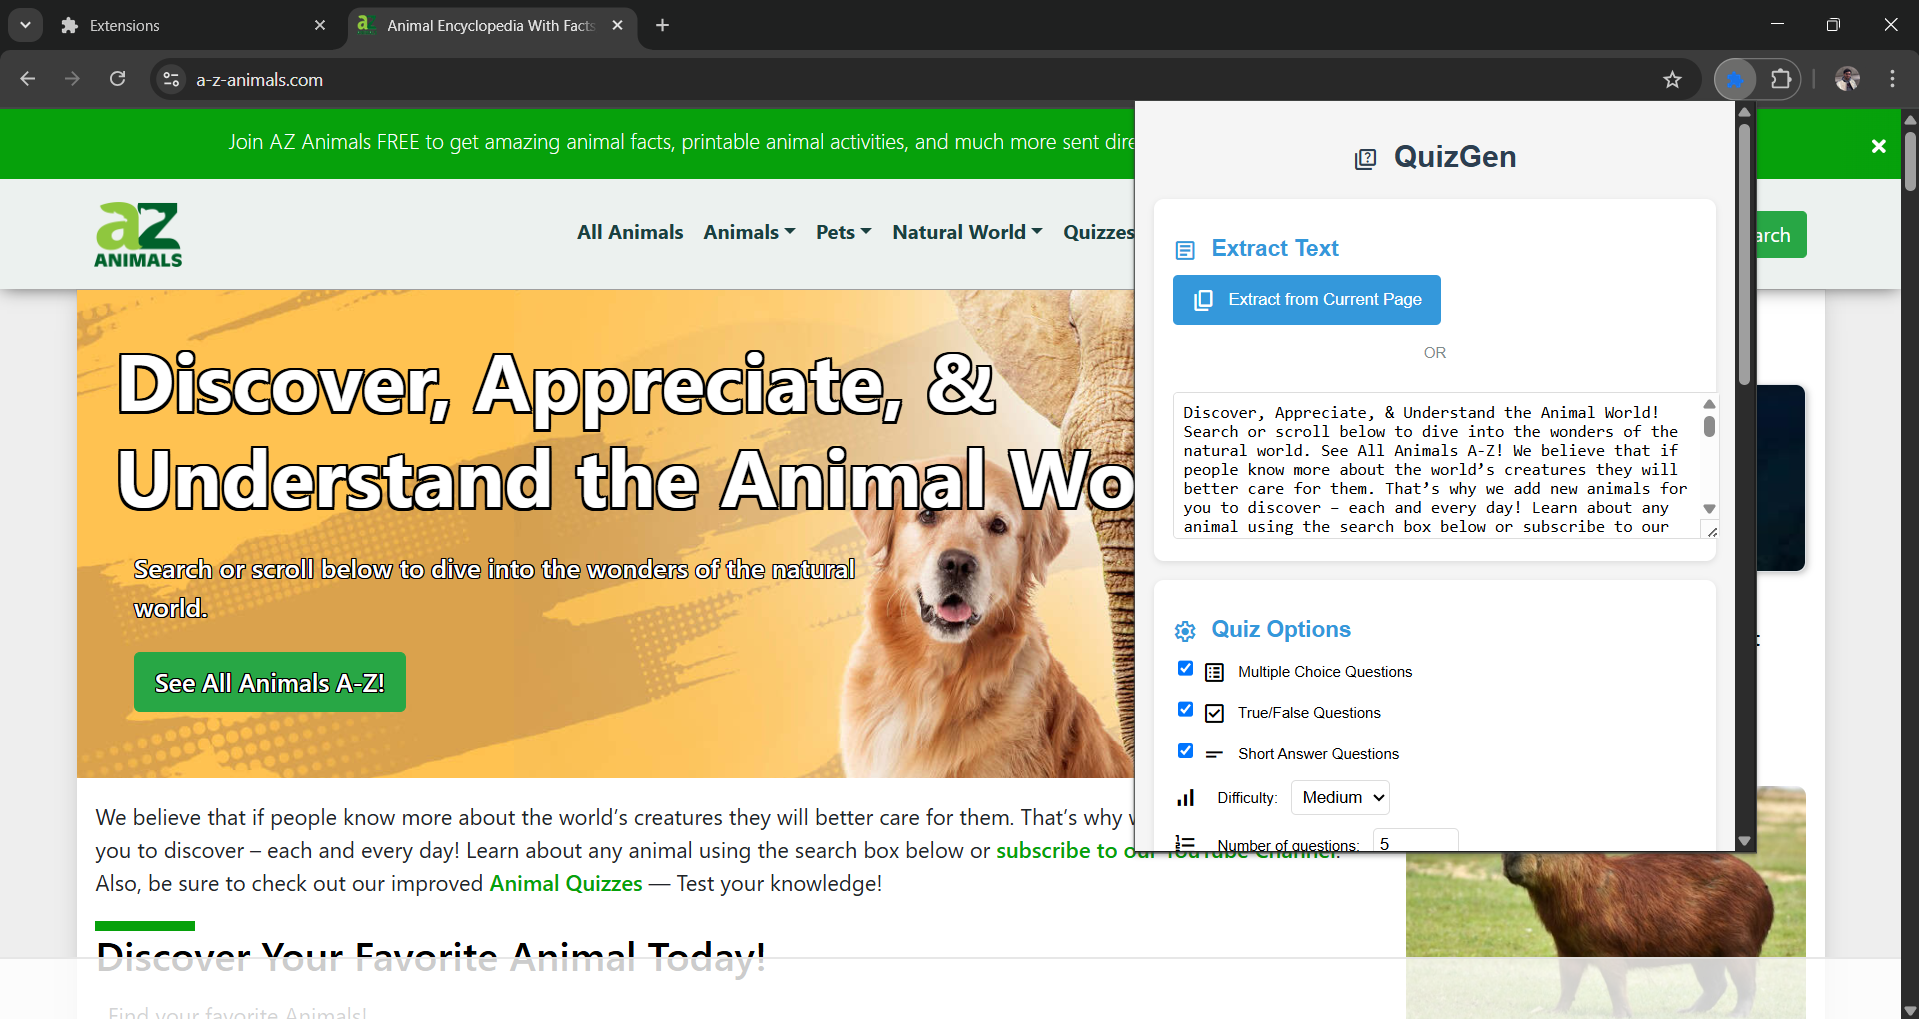 Extensions
Animal Encyclopedia With Facts
a-z-animals.com
Join AZ Animals FREE to get amazing animal facts, printable animal activities, and much more sent dire
aZ
ANIMALS
All Animals
Animals
Pets
Natural World
Quizzes
arch
Discover, Appreciate, &
Understand the Animal Wo
Search or scroll below to dive into the wonders of the natural
world.
See All Animals A-Z!
We believe that if people know more about the world’s creatures they will better care for them. That’s why
you to discover – each and every day! Learn about any animal using the search box below or subscribe to our YouTube Channel.
Also, be sure to check out our improved Animal Quizzes — Test your knowledge!
Discover Your Favorite Animal Today!
Find your favorite Animals!
QuizGen
Extract Text
Extract from Current Page
OR
Discover, Appreciate, & Understand the Animal World!
Search or scroll below to dive into the wonders of the
natural world. See All Animals A-Z! We believe that if
people know more about the world’s creatures they will
better care for them. That’s why we add new animals for
you to discover – each and every day! Learn about any
animal using the search box below or subscribe to our
Quiz Options
Multiple Choice Questions
True/False Questions
Short Answer Questions
Difficulty: Medium
Number of questions: 5